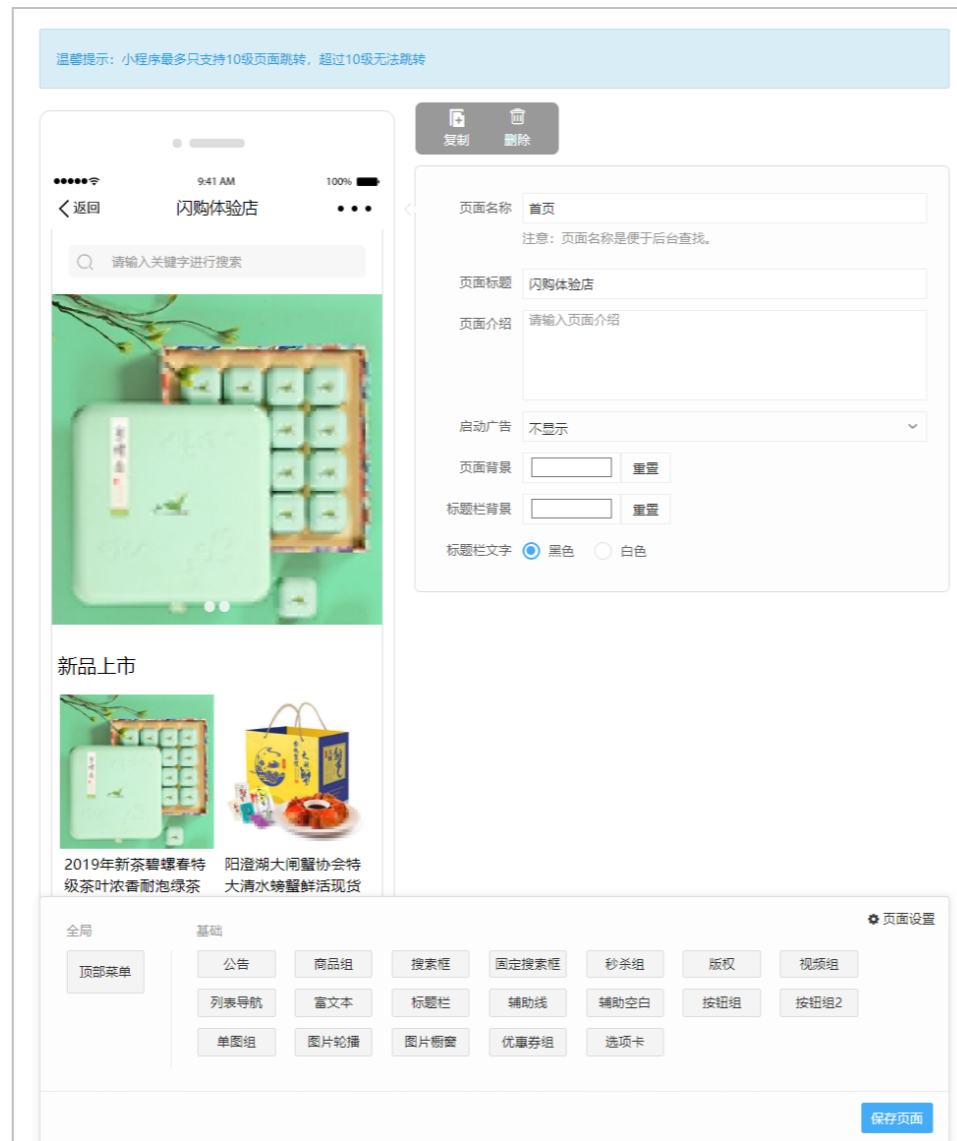 温馨提示：小程序最多只支持10级页面跳转，超过10级无法跳转
复制 删除
9:41 AM 100%
返回 闪购体验店
请输入关键字进行搜索
页面名称 首页
注意：页面名称是便于后台查找。
页面标题 闪购体验店
页面介绍 请输入页面介绍
启动广告 不显示
页面背景 重置
标题栏背景 重置
标题栏文字 黑色 白色
新品上市
2019年新茶碧螺春特 阳澄湖大闸蟹协会特
级茶叶浓香耐泡绿茶 大清水螃蟹鲜活现货
页面设置
全局 基础
顶部菜单
公告 商品组 搜索框 固定搜索框 秒杀组 版权 视频组
列表导航 富文本 标题栏 辅助线 辅助空白 按钮组 按钮组2
单图组 图片轮播 图片橱窗 优惠券组 选项卡
保存页面